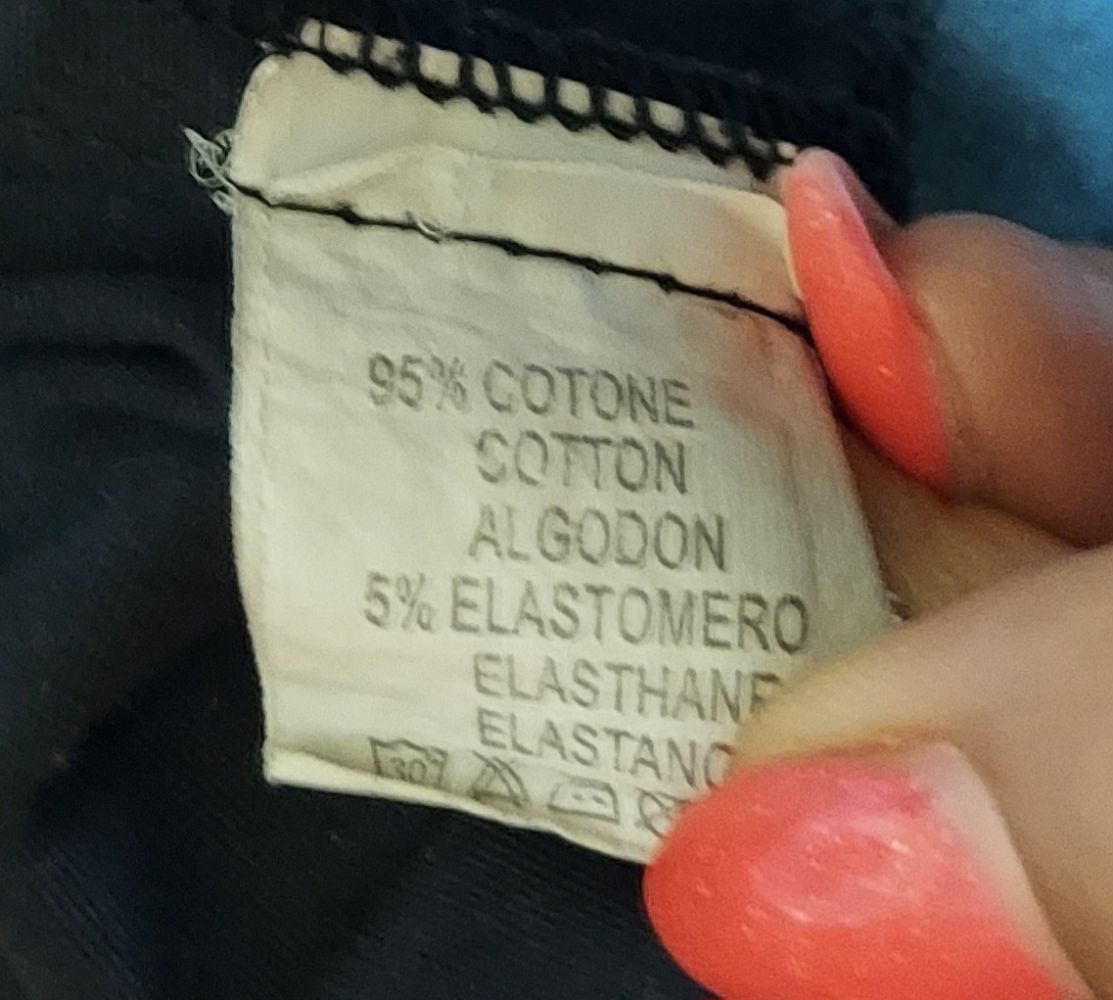 95% COTONE
COTTON
ALGODON
5% ELASTOMERO
ELASTHANE
ELASTANO
30°